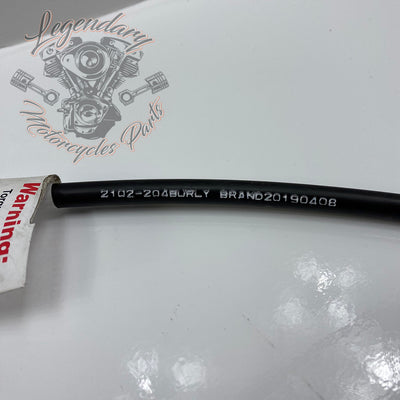 Legendary
Motorcycles Parts
2102-204BURLY BRAND20190408
Warning: